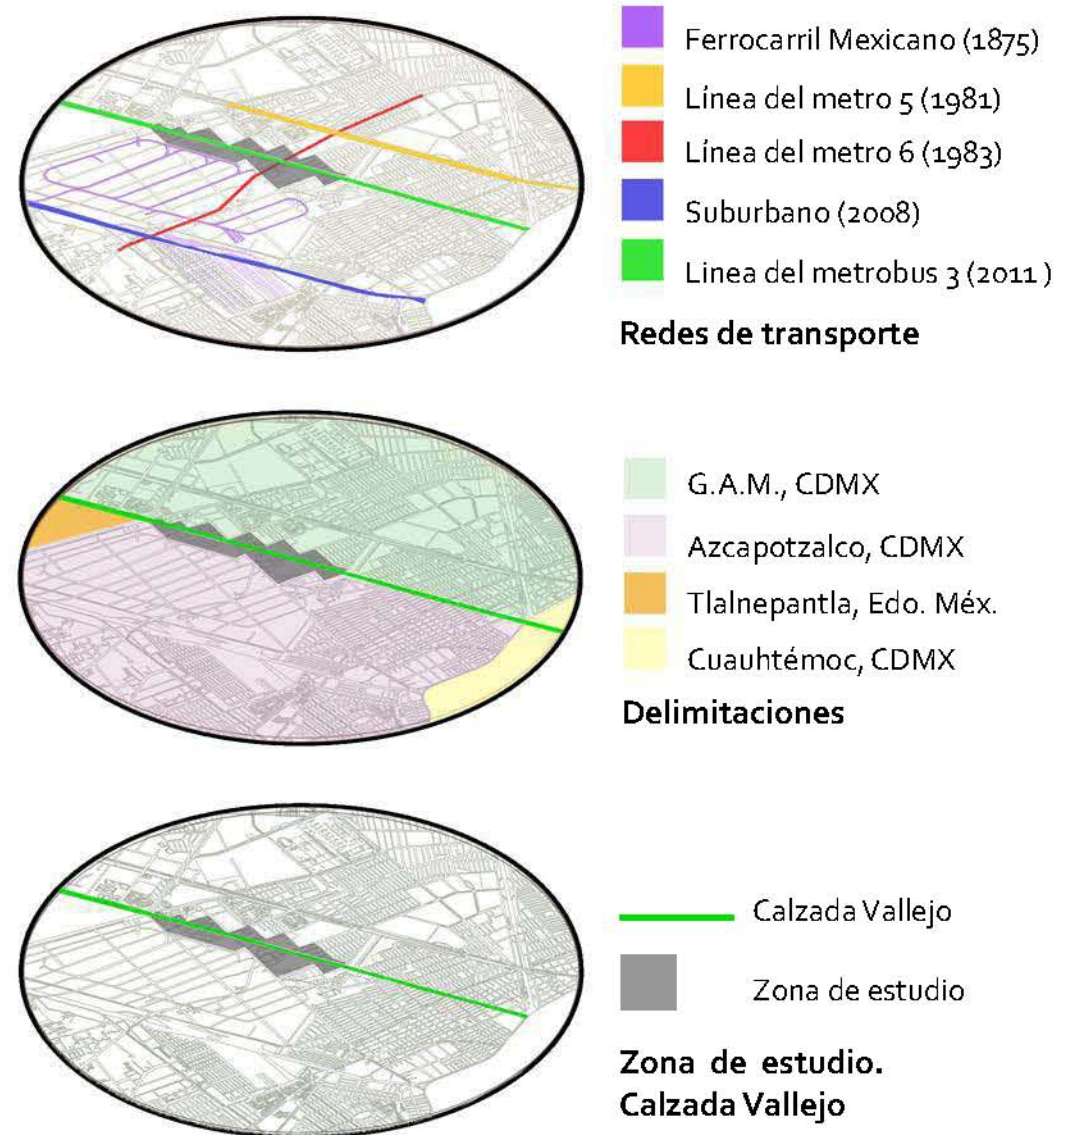 Ferrocarril Mexicano (1875)
Línea del metro 5 (1981)
Línea del metro 6 (1983)
Suburbano (2008)
Linea del metrobus 3 (2011 )
Redes de transporte
G.A.M., CDMX
Azcapotzalco, CDMX
Tlalnepantla, Edo. Méx.
Cuauhtémoc, CDMX
Delimitaciones
Calzada Vallejo
Zona de estudio
Zona de estudio.
Calzada Vallejo